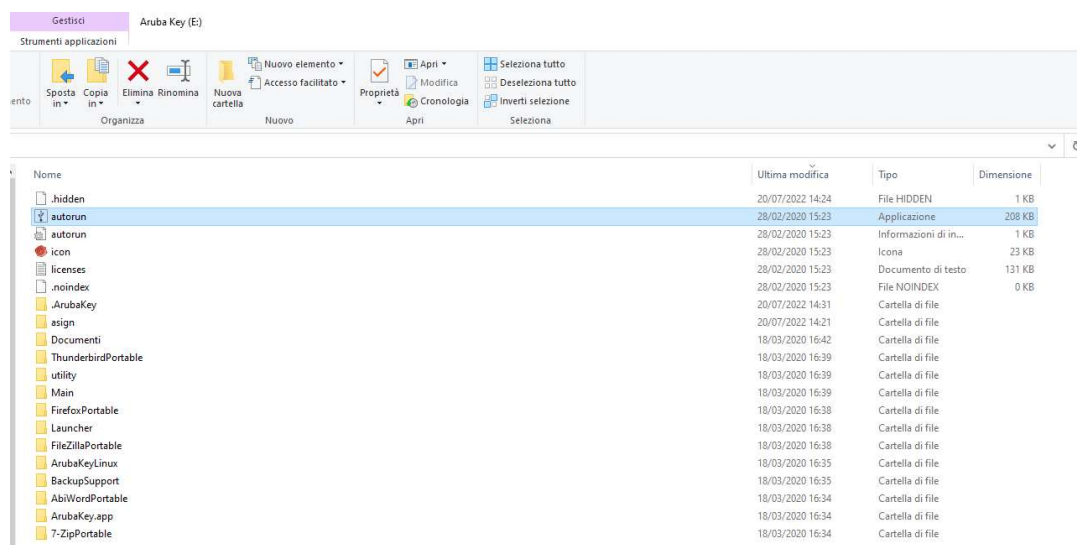 Gestisci Aruba Key (E:)
Strumenti applicazioni
Sposta in Copia in Elimina Rinomina
Nuova cartella
Nuovo elemento
Accesso facilitato
Proprietà
Apri
Modifica
Cronologia
Seleziona tutto
Deseleziona tutto
Inverti selezione
ento
Organizza Nuovo Apri Seleziona
Nome Ultima modifica Tipo Dimensione
.hidden 20/07/2022 14:24 File HIDDEN 1 KB
autorun 28/02/2020 15:23 Applicazione 208 KB
autorun 28/02/2020 15:23 Informazioni di in... 1 KB
icon 28/02/2020 15:23 Icona 23 KB
licenses 28/02/2020 15:23 Documento di testo 131 KB
.noindex 28/02/2020 15:23 File NOINDEX 0 KB
.ArubaKey 20/07/2022 14:31 Cartella di file
asign 20/07/2022 14:21 Cartella di file
Documenti 18/03/2020 16:42 Cartella di file
ThunderbirdPortable 18/03/2020 16:39 Cartella di file
utility 18/03/2020 16:39 Cartella di file
Main 18/03/2020 16:39 Cartella di file
FirefoxPortable 18/03/2020 16:38 Cartella di file
Launcher 18/03/2020 16:38 Cartella di file
FileZillaPortable 18/03/2020 16:38 Cartella di file
ArubaKeyLinux 18/03/2020 16:35 Cartella di file
BackupSupport 18/03/2020 16:35 Cartella di file
AbiWordPortable 18/03/2020 16:34 Cartella di file
ArubaKey.app 18/03/2020 16:34 Cartella di file
7-ZipPortable 18/03/2020 16:34 Cartella di file